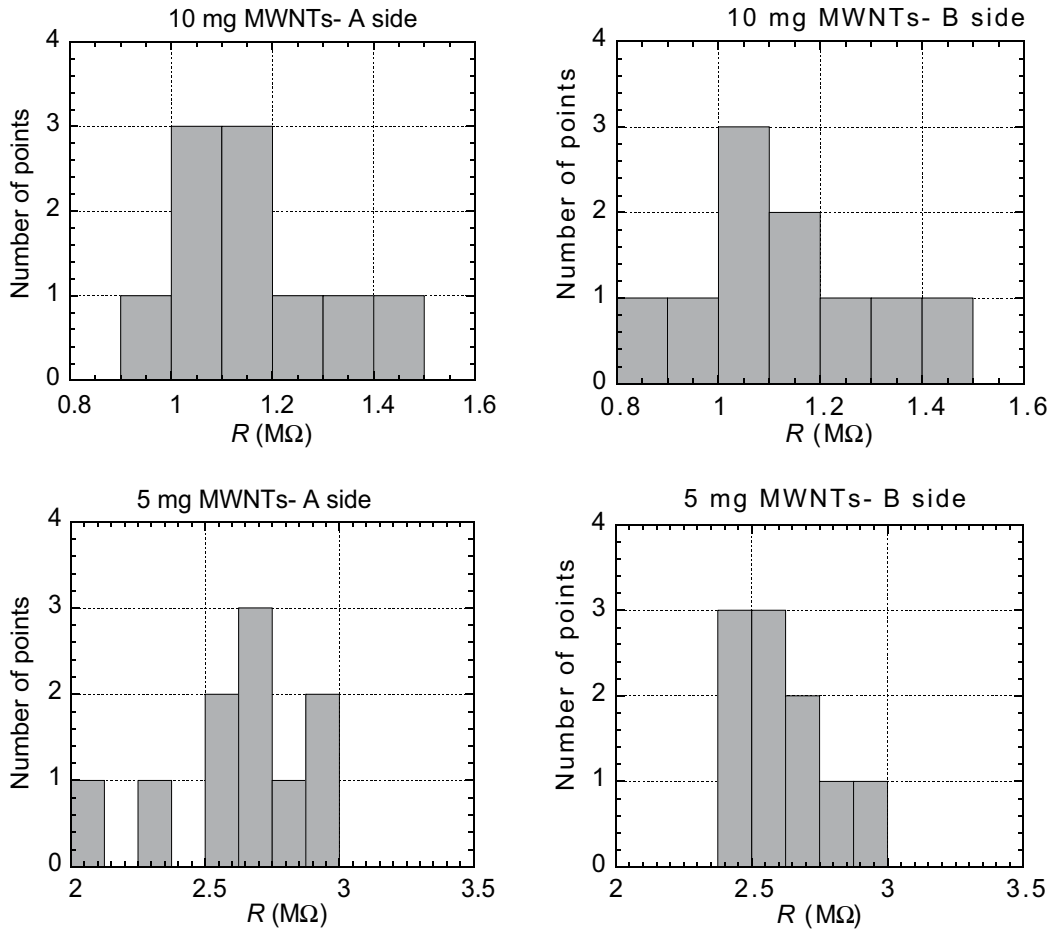 10 mg MWNTs- A side
Number of points
4
3
2
1
0
0.8 1 1.2 1.4 1.6
R (MΩ)
10 mg MWNTs- B side
Number of points
4
3
2
1
0
0.8 1 1.2 1.4 1.6
R (MΩ)
5 mg MWNTs- A side
Number of points
4
3
2
1
0
2 2.5 3 3.5
R (MΩ)
5 mg MWNTs- B side
Number of points
4
3
2
1
0
2 2.5 3 3.5
R (MΩ)